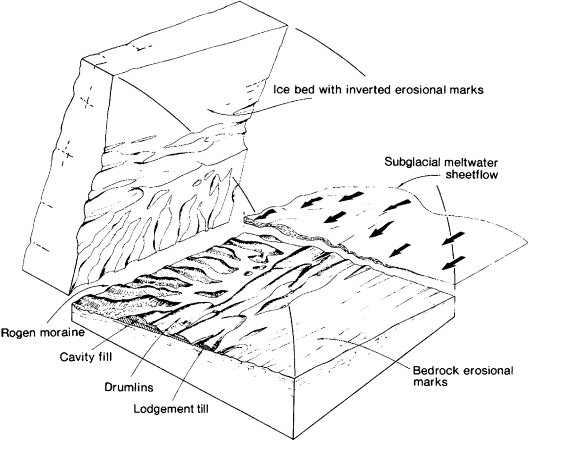 Ice bed with inverted erosional marks
Subglacial meltwater
sheetflow
Rogen moraine
Cavity fill
Drumlins
Lodgement till
Bedrock erosional
marks